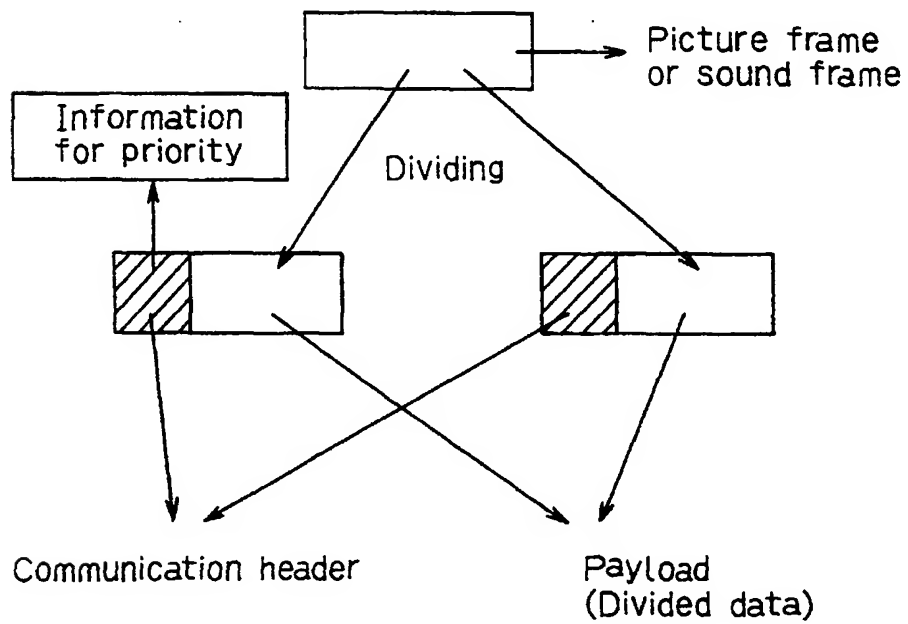 Picture frame
or sound frame
Information
for priority
Dividing
Communication header
Payload
(Divided data)